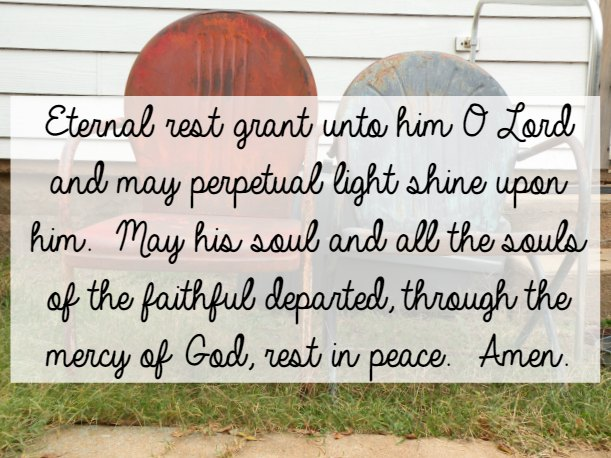 Eternal rest grant unto him O Lord
and may perpetual light shine upon
him. May his soul and all the souls
of the faithful departed, through the
mercy of God, rest in peace. Amen.